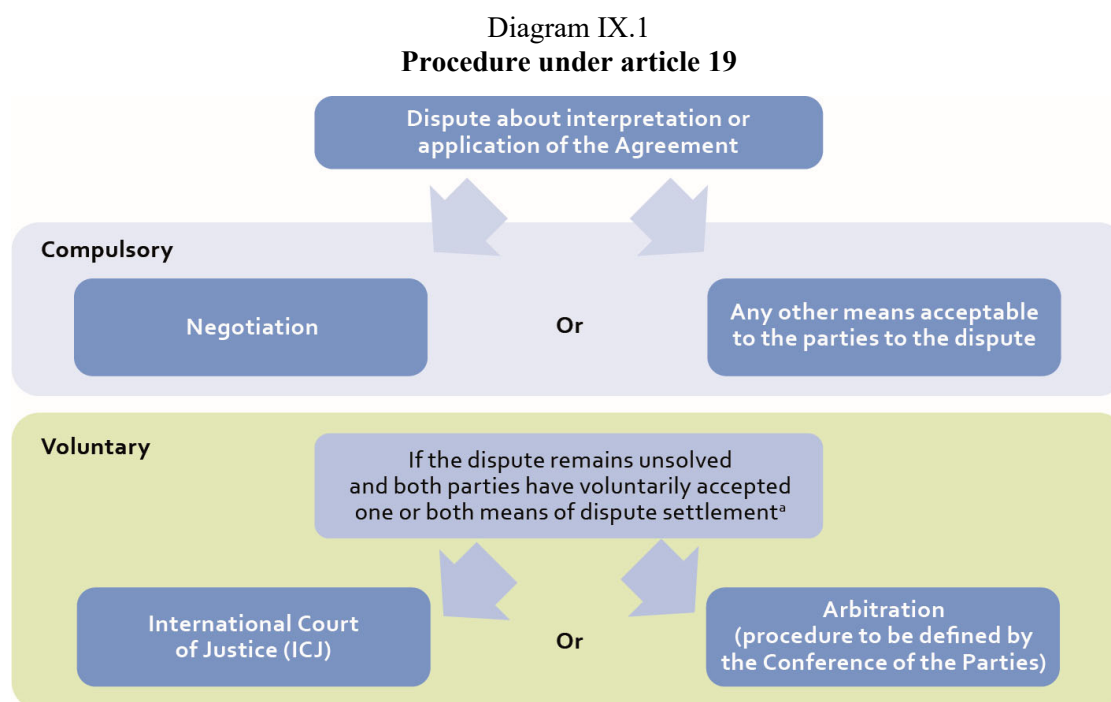 Diagram IX.1
Procedure under article 19
Dispute about interpretation or
application of the Agreement
Compulsory
Negotiation
Or
Any other means acceptable
to the parties to the dispute
Voluntary
If the dispute remains unsolved
and both parties have voluntarily accepted
one or both means of dispute settlementª
International Court
of Justice (ICJ)
Or
Arbitration
(procedure to be defined by
the Conference of the Parties)